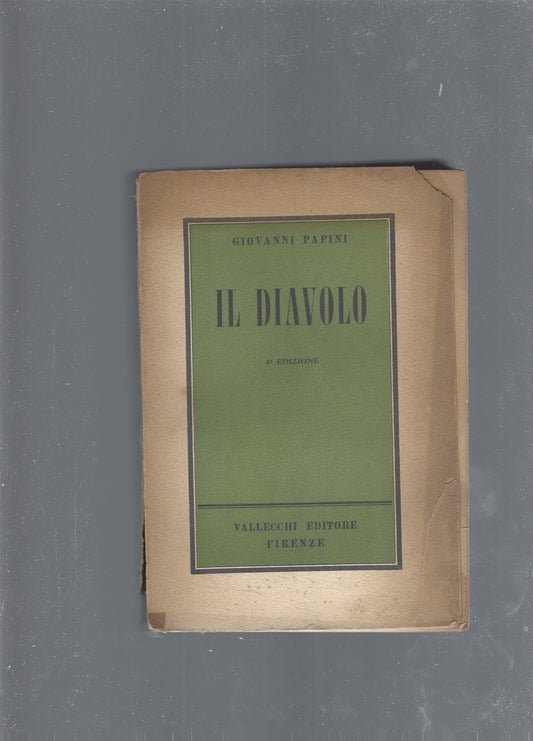 GIOVANNI PAPINI
IL DIAVOLO
4ª EDIZIONE
VALLECCHI EDITORE
FIRENZE